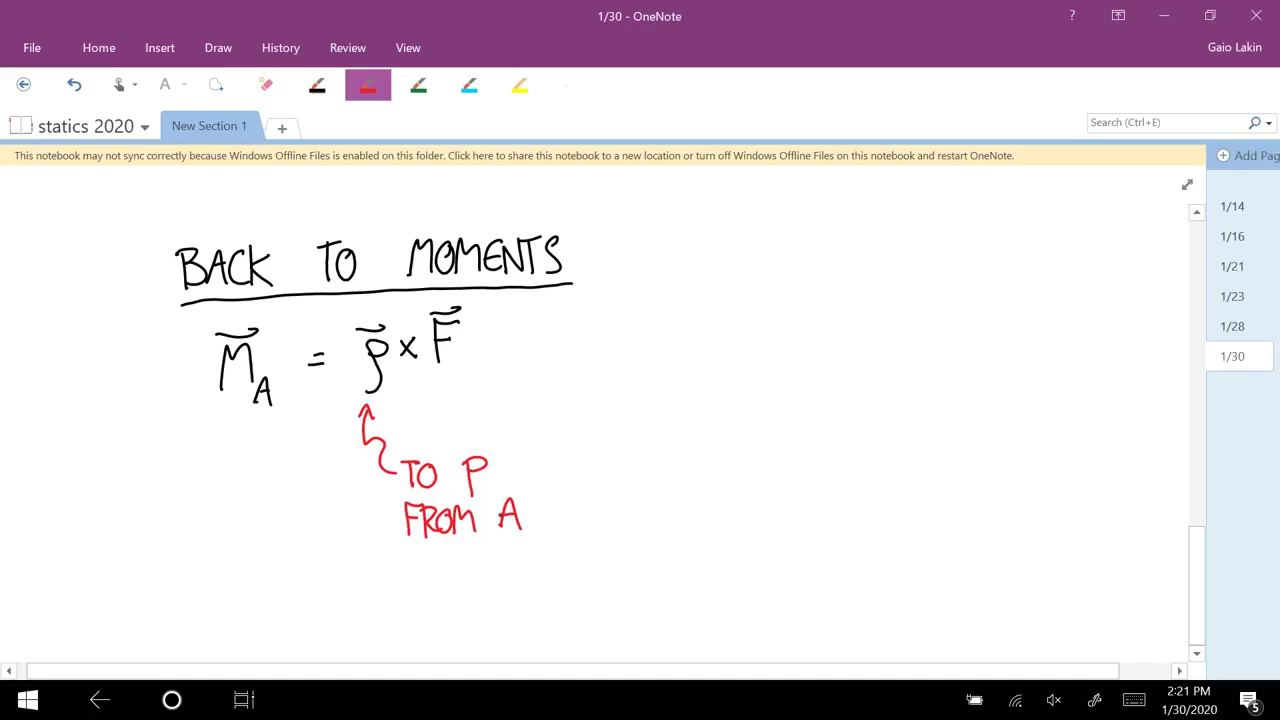 1/30 - OneNote
?
File Home Insert Draw History Review View Gaio Lakin
A
statics 2020 New Section 1 + Search (Ctrl+E)
This notebook may not sync correctly because Windows Offline Files is enabled on this folder. Click here to share this notebook to a new location or turn off Windows Offline Files on this notebook and restart OneNote.
Add Pag
1/14
1/16
1/21
1/23
1/28
1/30
BACK TO MOMENTS
M⃗_A = ρ⃗ × F⃗
TO P
FROM A
2:21 PM
1/30/2020
5